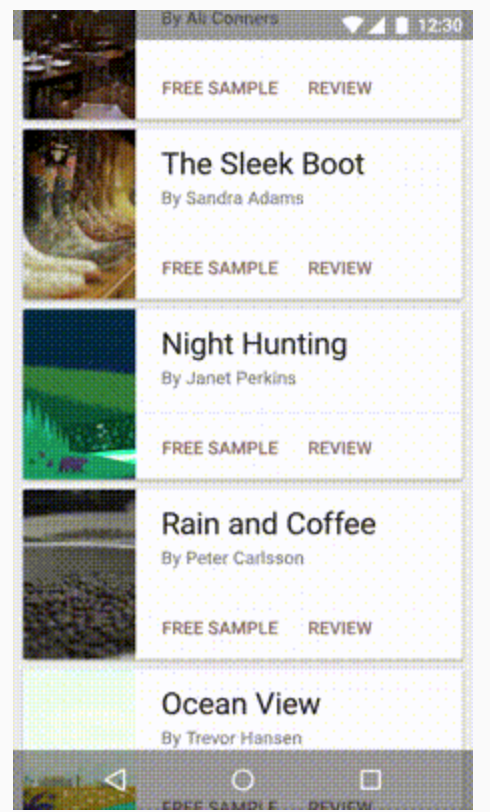 12:30
By Ali Conners
FREE SAMPLE REVIEW
The Sleek Boot
By Sandra Adams
FREE SAMPLE REVIEW
Night Hunting
By Janet Perkins
FREE SAMPLE REVIEW
Rain and Coffee
By Peter Carlsson
FREE SAMPLE REVIEW
Ocean View
By Trevor Hansen
FREE SAMPLE REVIEW